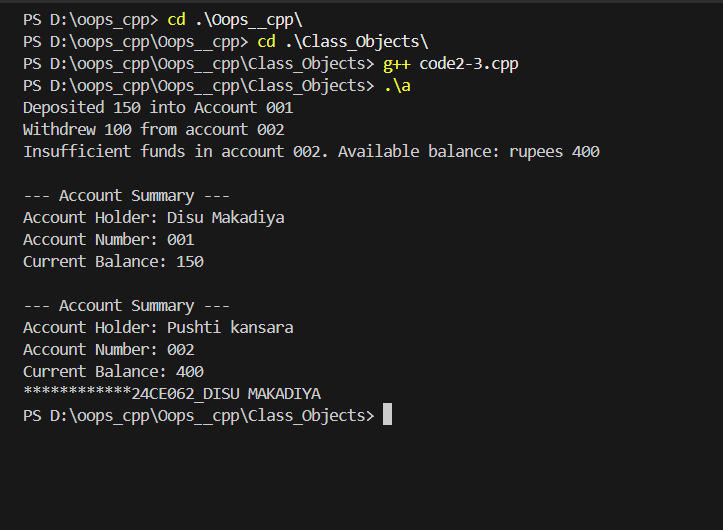 PS D:\oops_cpp> cd .\Oops__cpp\
PS D:\oops_cpp\Oops__cpp> cd .\Class_Objects\
PS D:\oops_cpp\Oops__cpp\Class_Objects> g++ code2-3.cpp
PS D:\oops_cpp\Oops__cpp\Class_Objects> .\a
Deposited 150 into Account 001
Withdrew 100 from account 002
Insufficient funds in account 002. Available balance: rupees 400
--- Account Summary ---
Account Holder: Disu Makadiya
Account Number: 001
Current Balance: 150
--- Account Summary ---
Account Holder: Pushti kansara
Account Number: 002
Current Balance: 400
************24CE062_DISU MAKADIYA
PS D:\oops_cpp\Oops__cpp\Class_Objects>